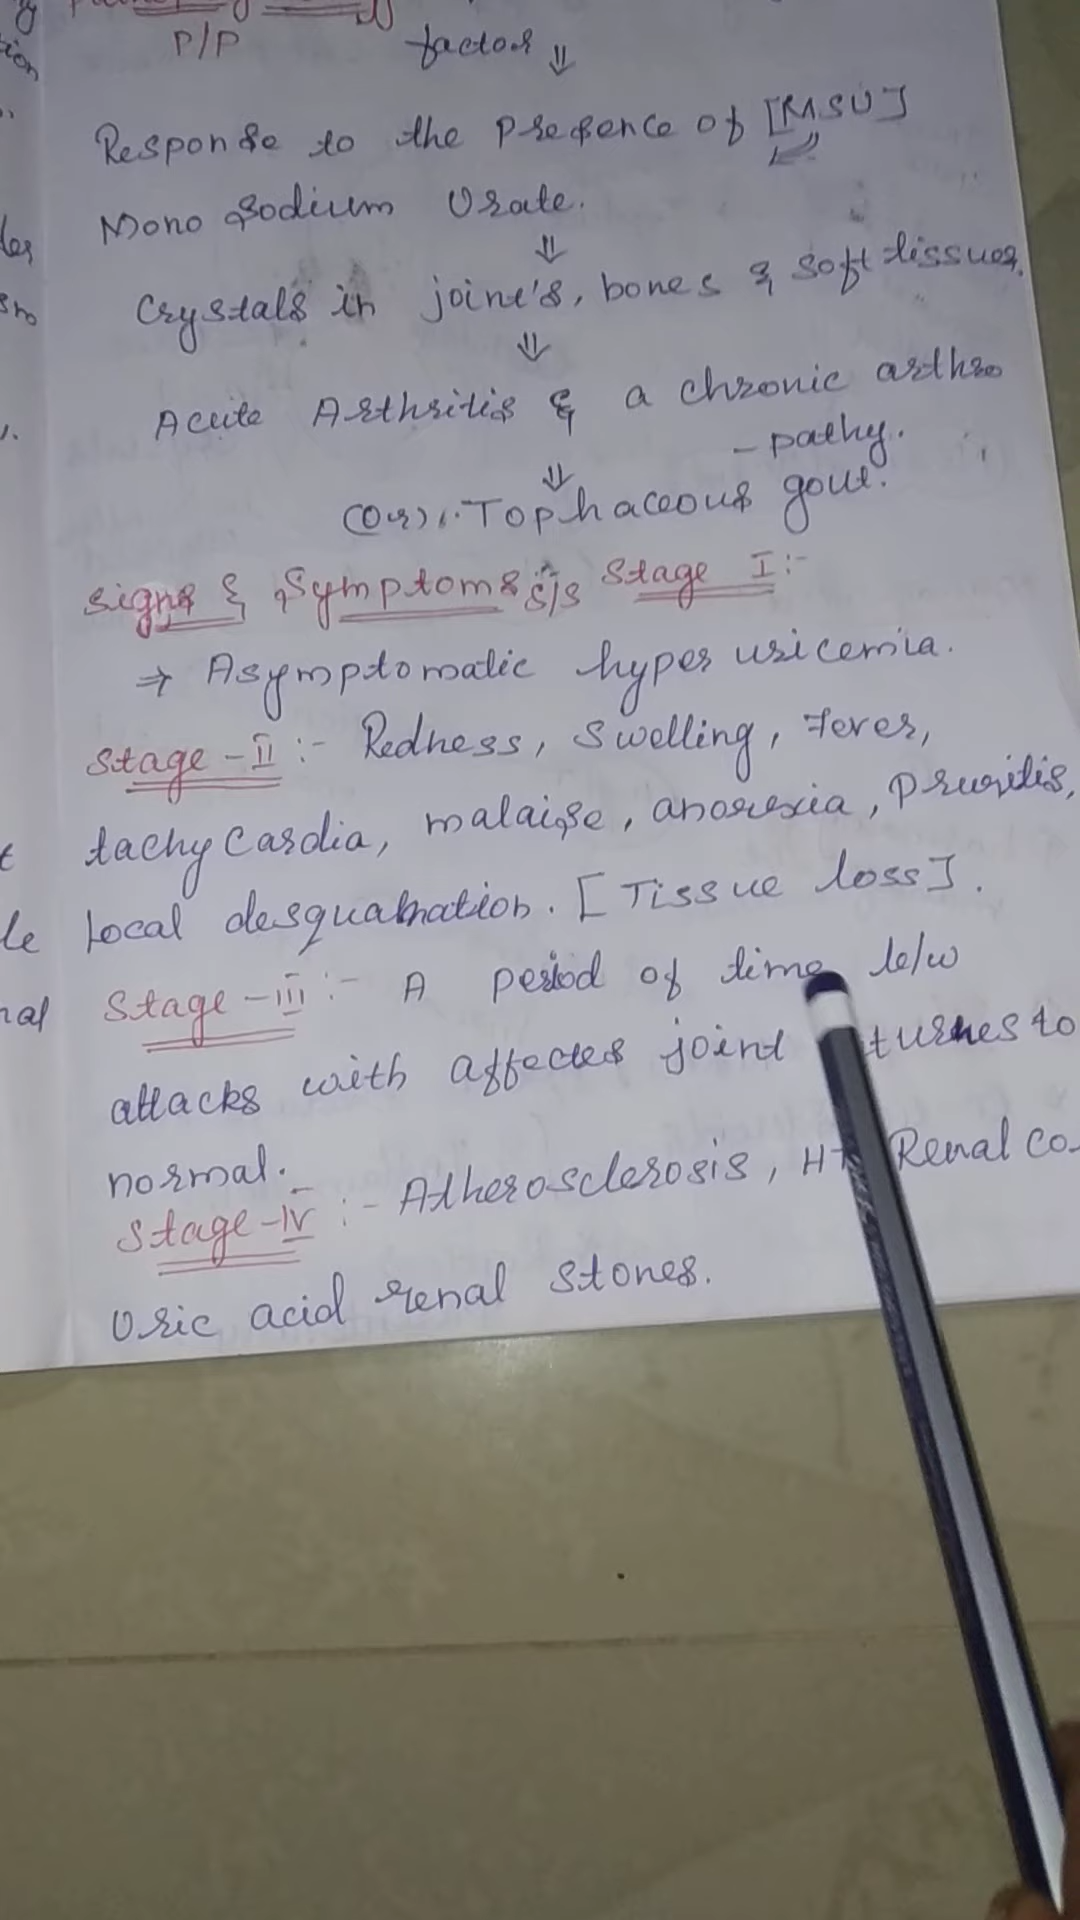 P/P factor ⇓
Response to the presence of [MSU]
Mono Sodium Urate.
⇓
Crystals in joint's, bones & soft tissues.
⇓
Acute Arthritis & a chronic arthro
- pathy.
⇓
(or) Tophaceous gout.
Signs & Symptoms s/s Stage I:-
→ Asymptomatic hyper uricemia.
Stage-II :- Redness, Swelling, Fever,
tachycardia, malaise, anorexia, Pruritis,
Local desquamation. [Tissue loss].
Stage-III :- A period of time b/w
attacks with affected joint turnes to
normal.
Stage-IV :- Atherosclerosis, Renal
Uric acid renal stones.